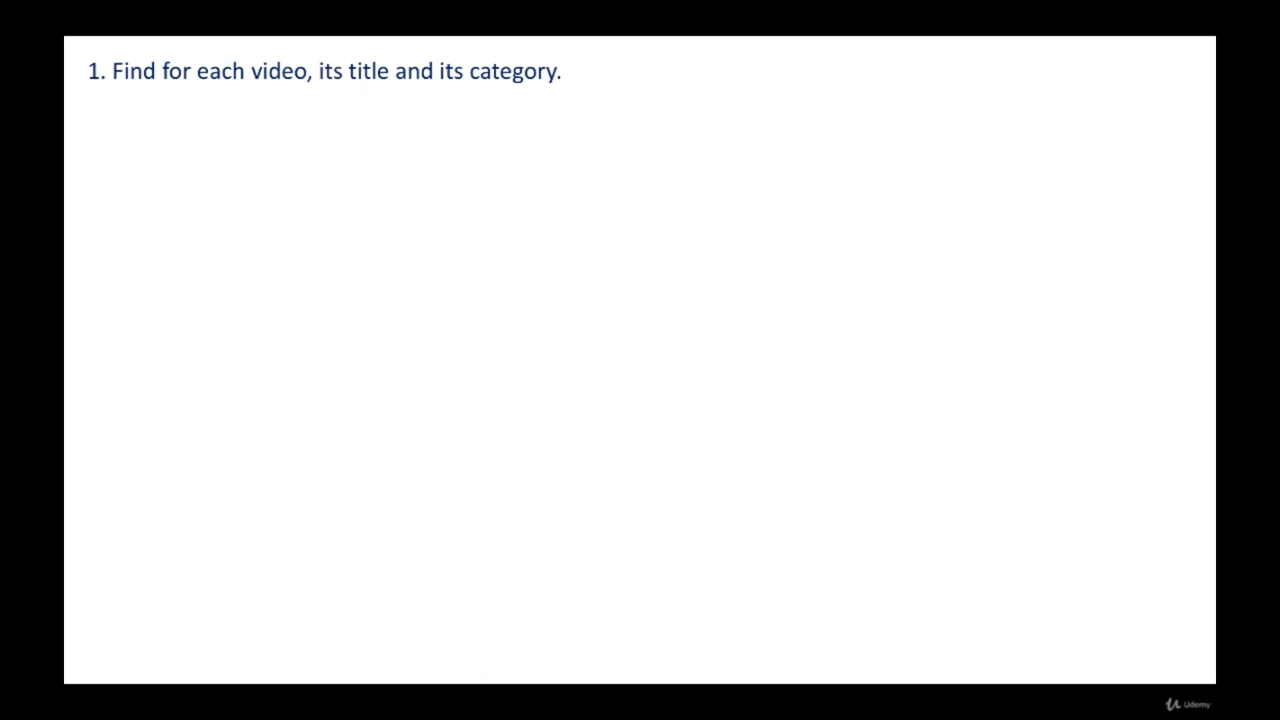 1. Find for each video, its title and its category.
Udemy